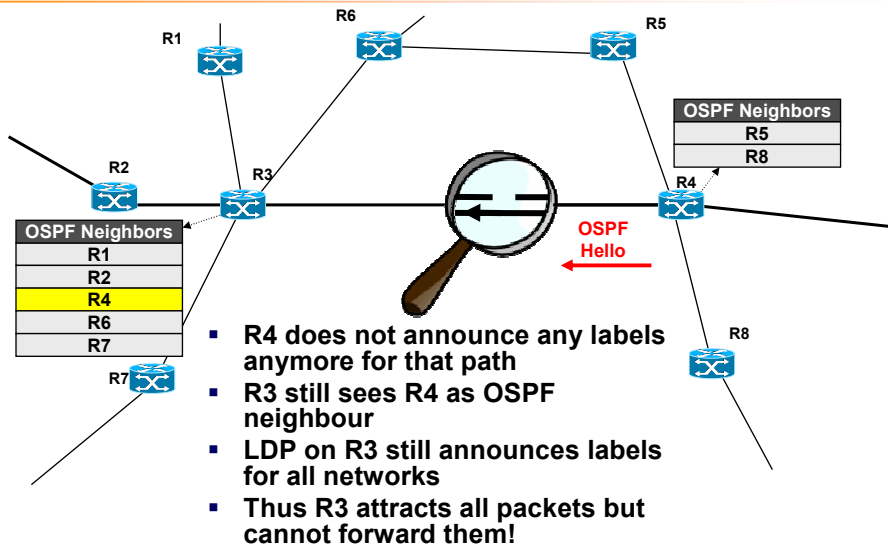 R6
R1
R5
OSPF Neighbors
R5
R8
R2
R3
R4
OSPF Neighbors
R1
R2
R4
R6
R7
OSPF
Hello
R7
R8
▪ R4 does not announce any labels
anymore for that path
▪ R3 still sees R4 as OSPF
neighbour
▪ LDP on R3 still announces labels
for all networks
▪ Thus R3 attracts all packets but
cannot forward them!